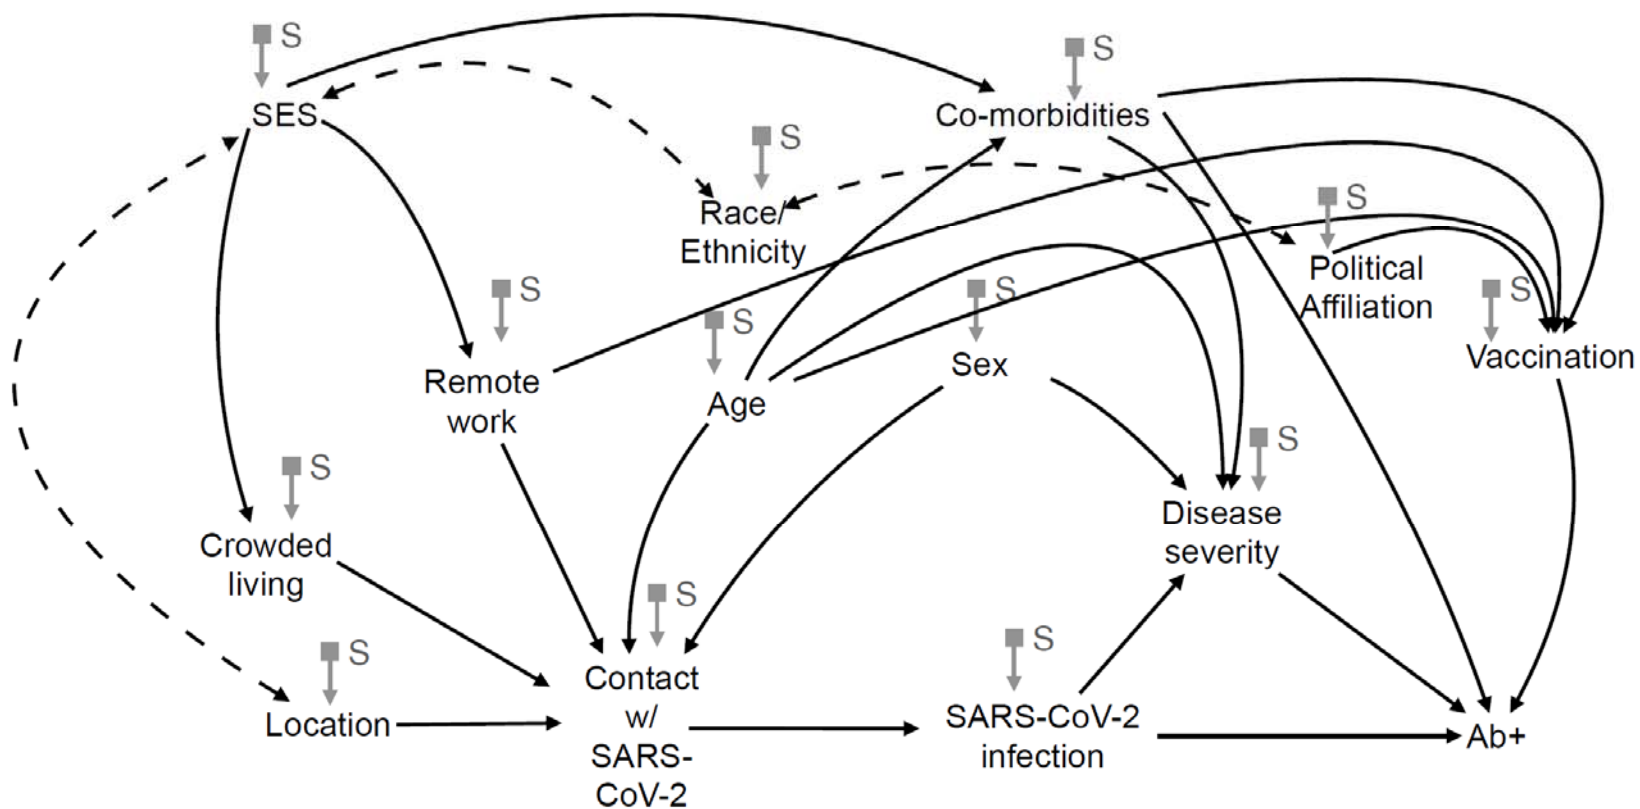 S
SES
S
Co-morbidities
S
Race/
Ethnicity
S
Political
Affiliation
S
Remote
work
S
Age
S
Sex
S
Vaccination
S
Crowded
living
S
Disease
severity
S
Location
S
Contact
w/
SARS-
CoV-2
S
SARS-CoV-2
infection
Ab+